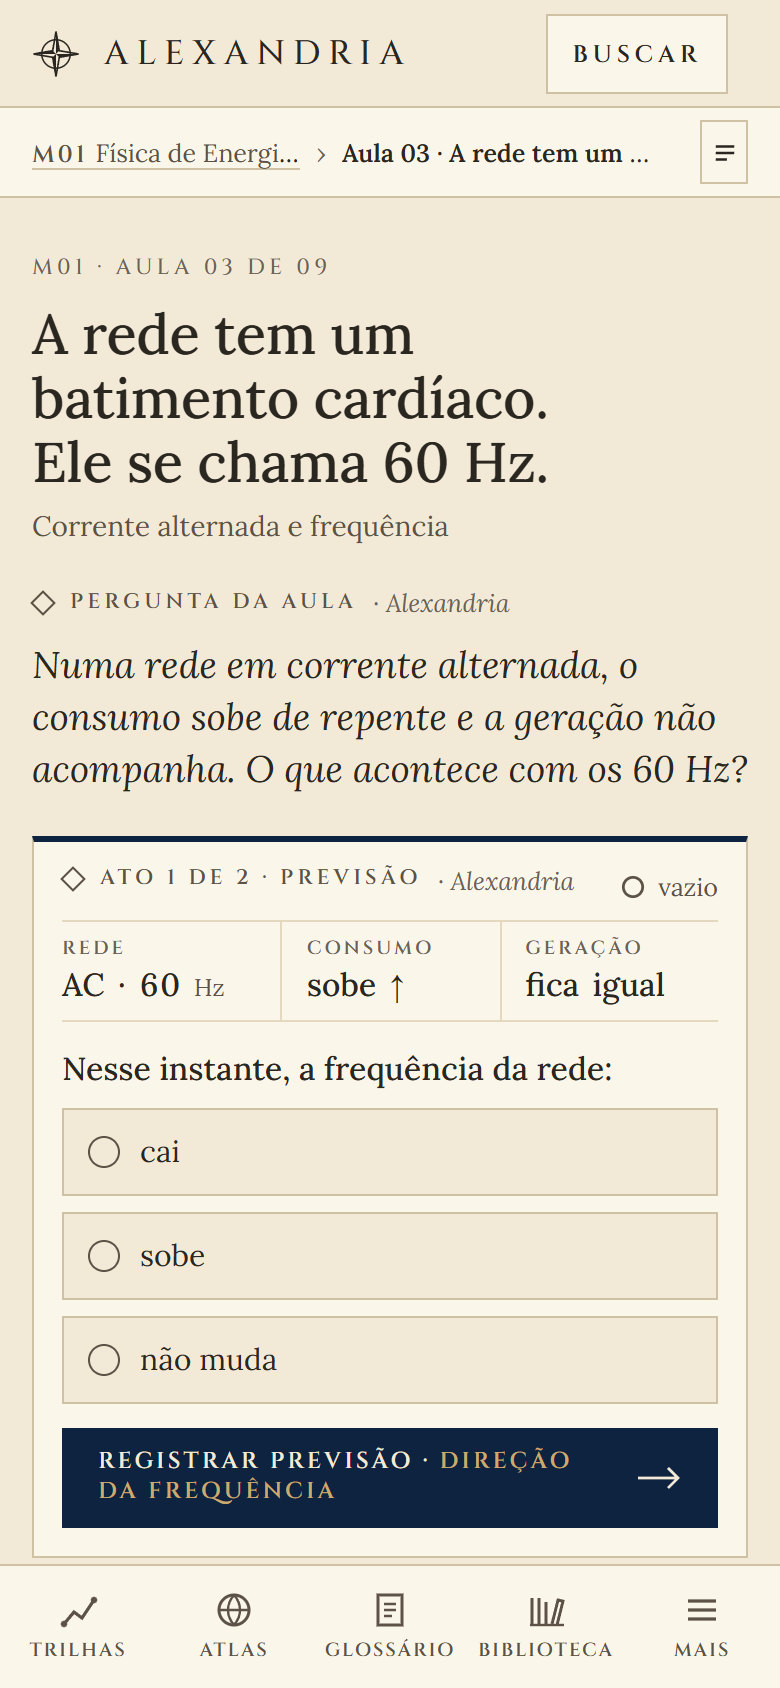 ALEXANDRIA
BUSCAR
M01 Física de Energi... › Aula 03 · A rede tem um ...
M01 · AULA 03 DE 09
A rede tem um
batimento cardíaco.
Ele se chama 60 Hz.
Corrente alternada e frequência
PERGUNTA DA AULA · Alexandria
Numa rede em corrente alternada, o
consumo sobe de repente e a geração não
acompanha. O que acontece com os 60 Hz?
ATO 1 DE 2 · PREVISÃO · Alexandria
vazio
REDE
AC · 60 Hz
CONSUMO
sobe ↑
GERAÇÃO
fica igual
Nesse instante, a frequência da rede:
cai
sobe
não muda
REGISTRAR PREVISÃO · DIREÇÃO
DA FREQUÊNCIA
TRILHAS
ATLAS
GLOSSÁRIO
BIBLIOTECA
MAIS